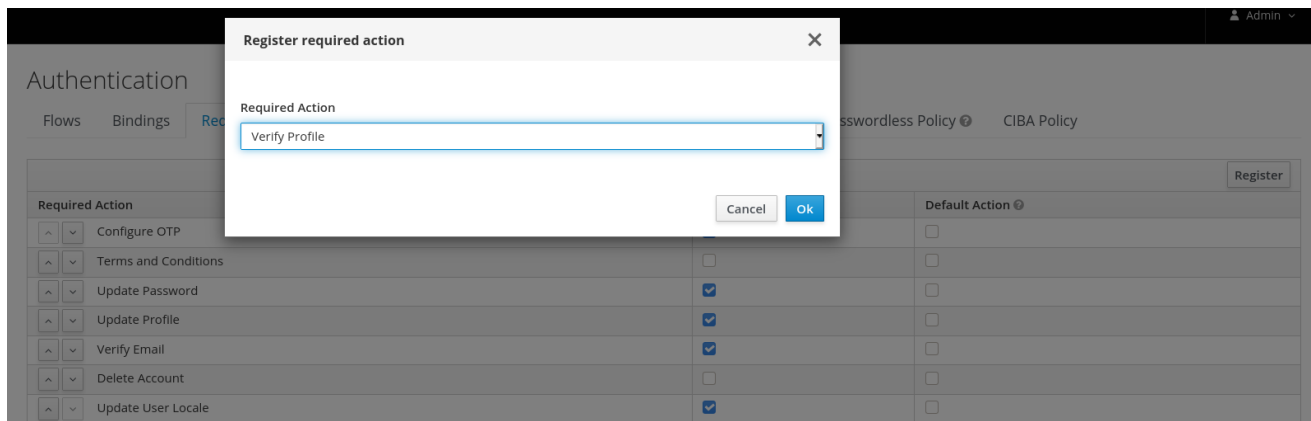 Admin
Register required action
Authentication
Required Action
Flows Bindings Req sswordless Policy CIBA Policy
Verify Profile
Register
Cancel Ok
Required Action Default Action
Configure OTP
Terms and Conditions
Update Password
Update Profile
Verify Email
Delete Account
Update User Locale